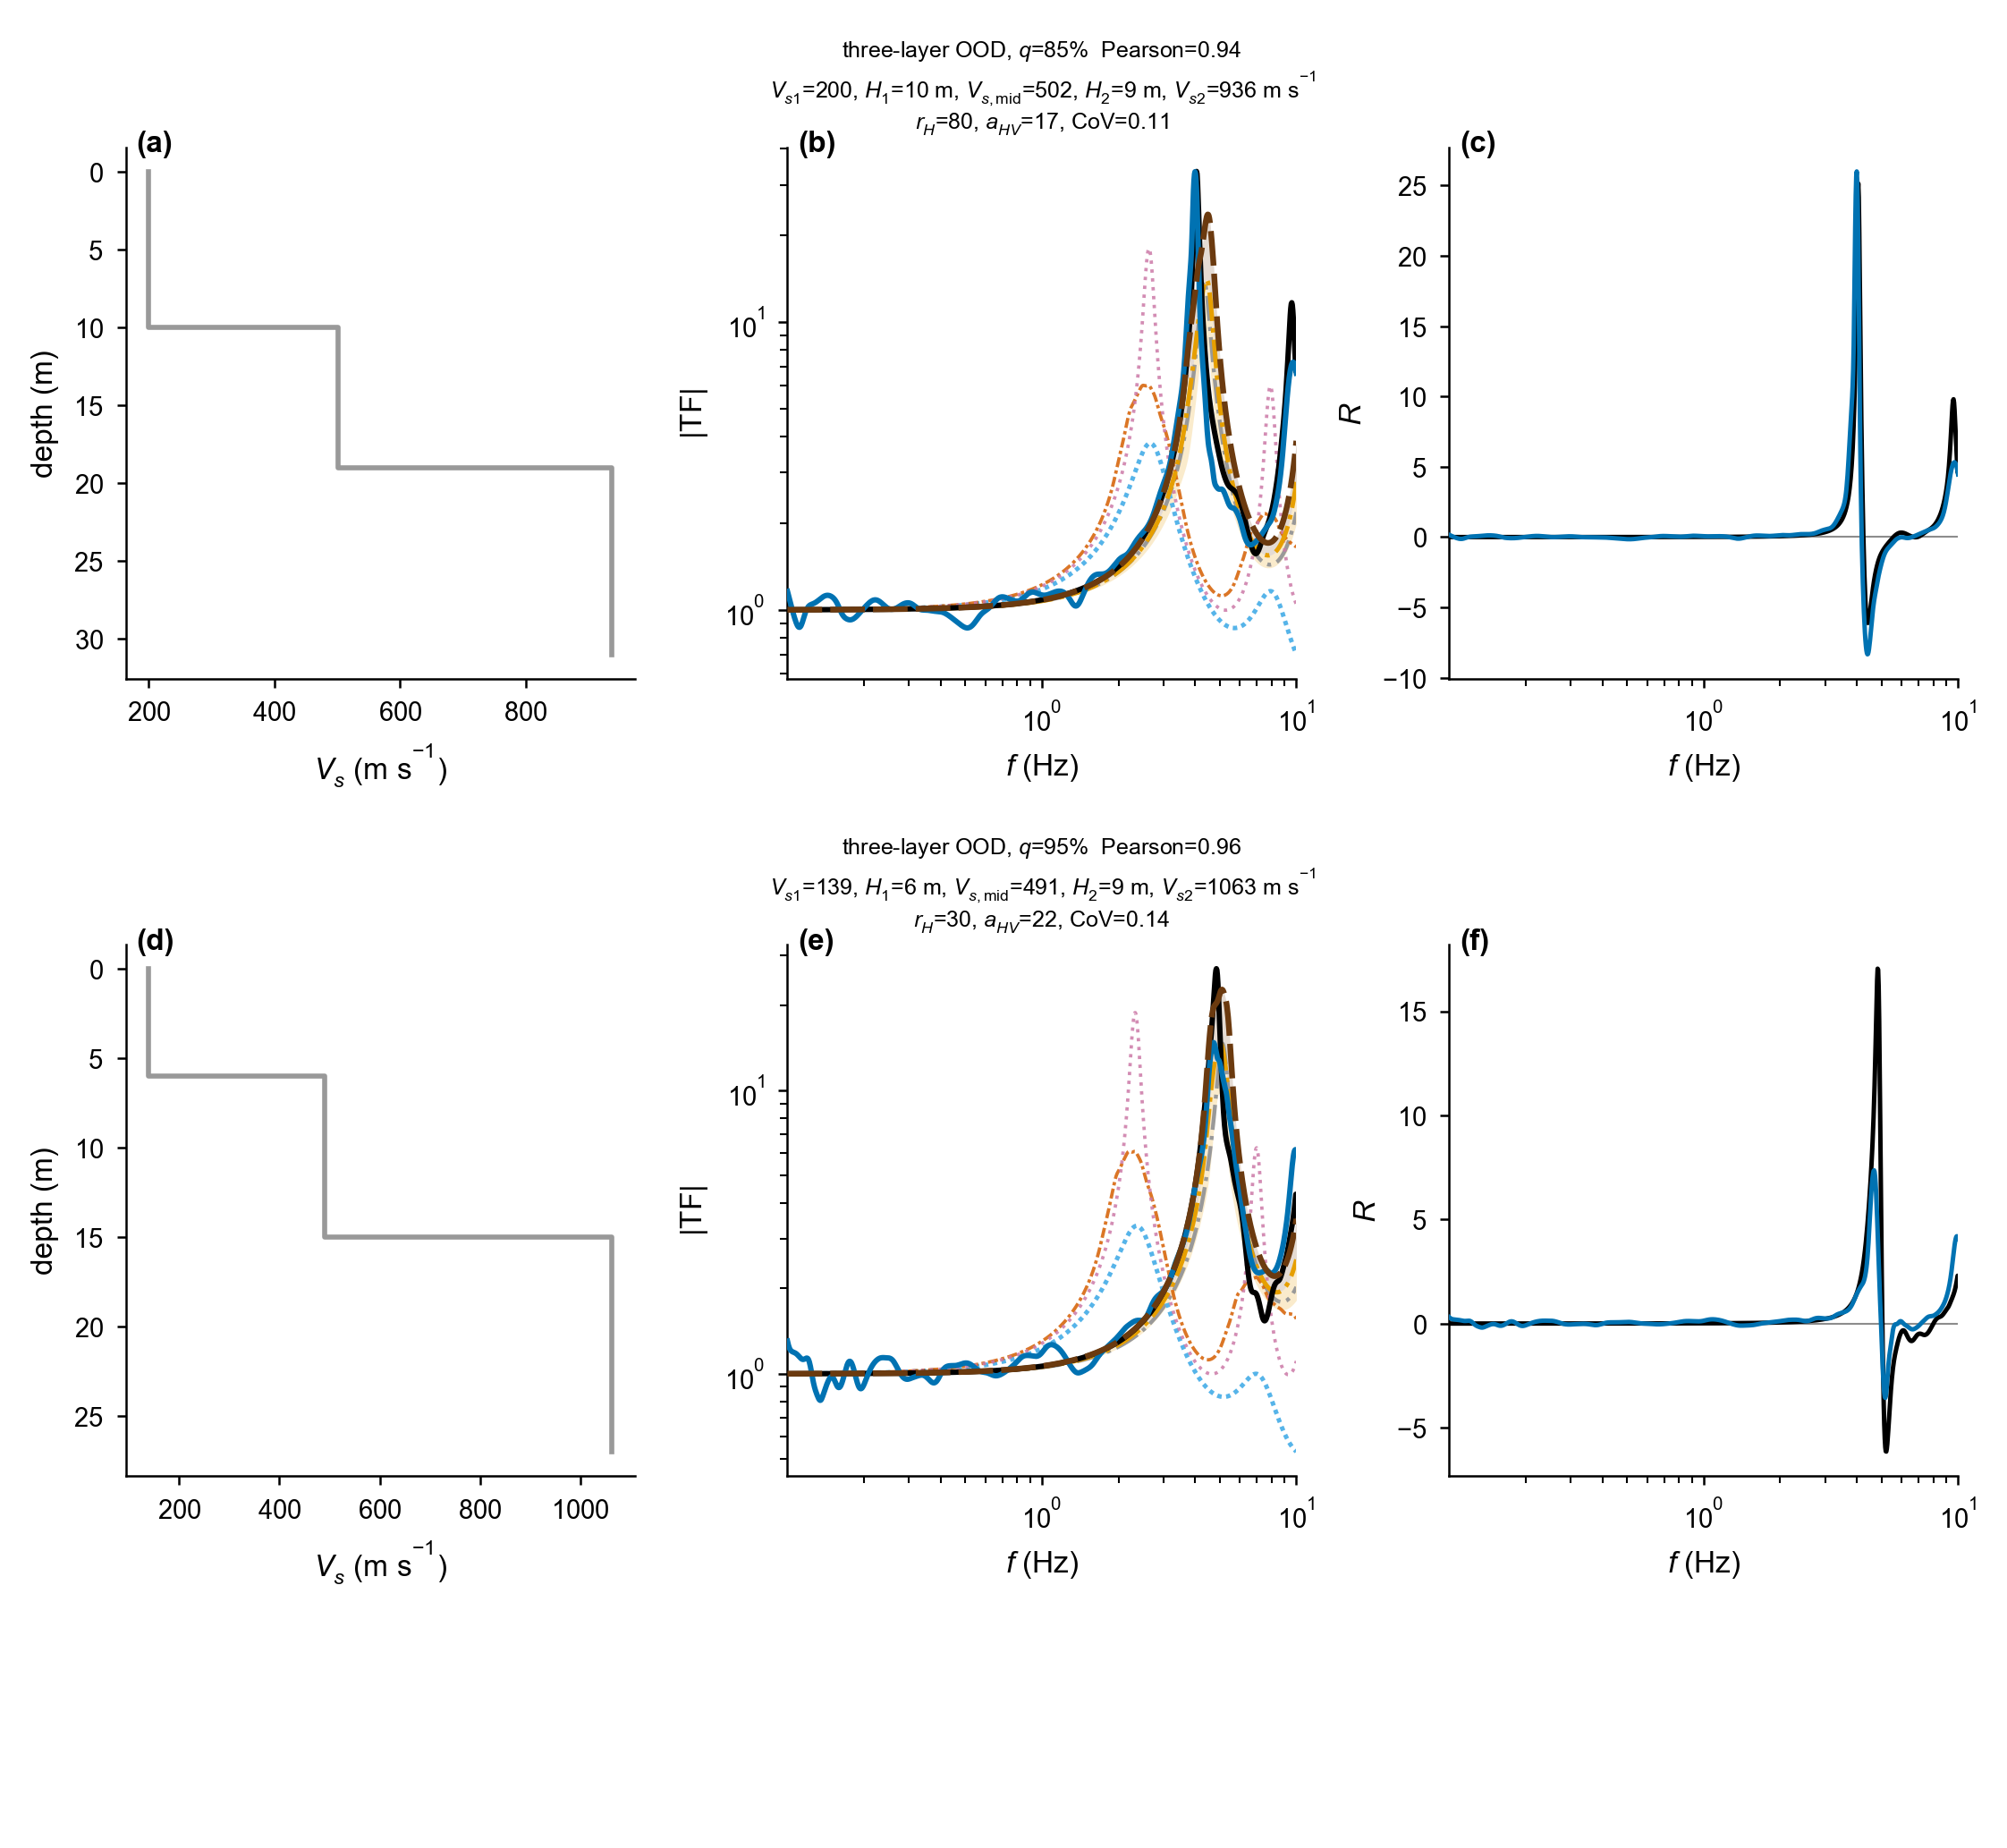 three-layer OOD, q=85%  Pearson=0.94
Vs1=200, H1=10 m, Vs,mid=502, H2=9 m, Vs2=936 m s−1
rH=80, aHV=17, CoV=0.11
(a)
0
5
10
15
20
25
30
depth (m)
200 400 600 800
Vs (m s−1)
(b)
10^1
10^0
|TF|
10^0 10^1
f (Hz)
(c)
25
20
15
10
5
0
−5
−10
R
10^0 10^1
f (Hz)
three-layer OOD, q=95%  Pearson=0.96
Vs1=139, H1=6 m, Vs,mid=491, H2=9 m, Vs2=1063 m s−1
rH=30, aHV=22, CoV=0.14
(d)
0
5
10
15
20
25
depth (m)
200 400 600 800 1000
Vs (m s−1)
(e)
10^1
10^0
|TF|
10^0 10^1
f (Hz)
(f)
15
10
5
0
−5
R
10^0 10^1
f (Hz)